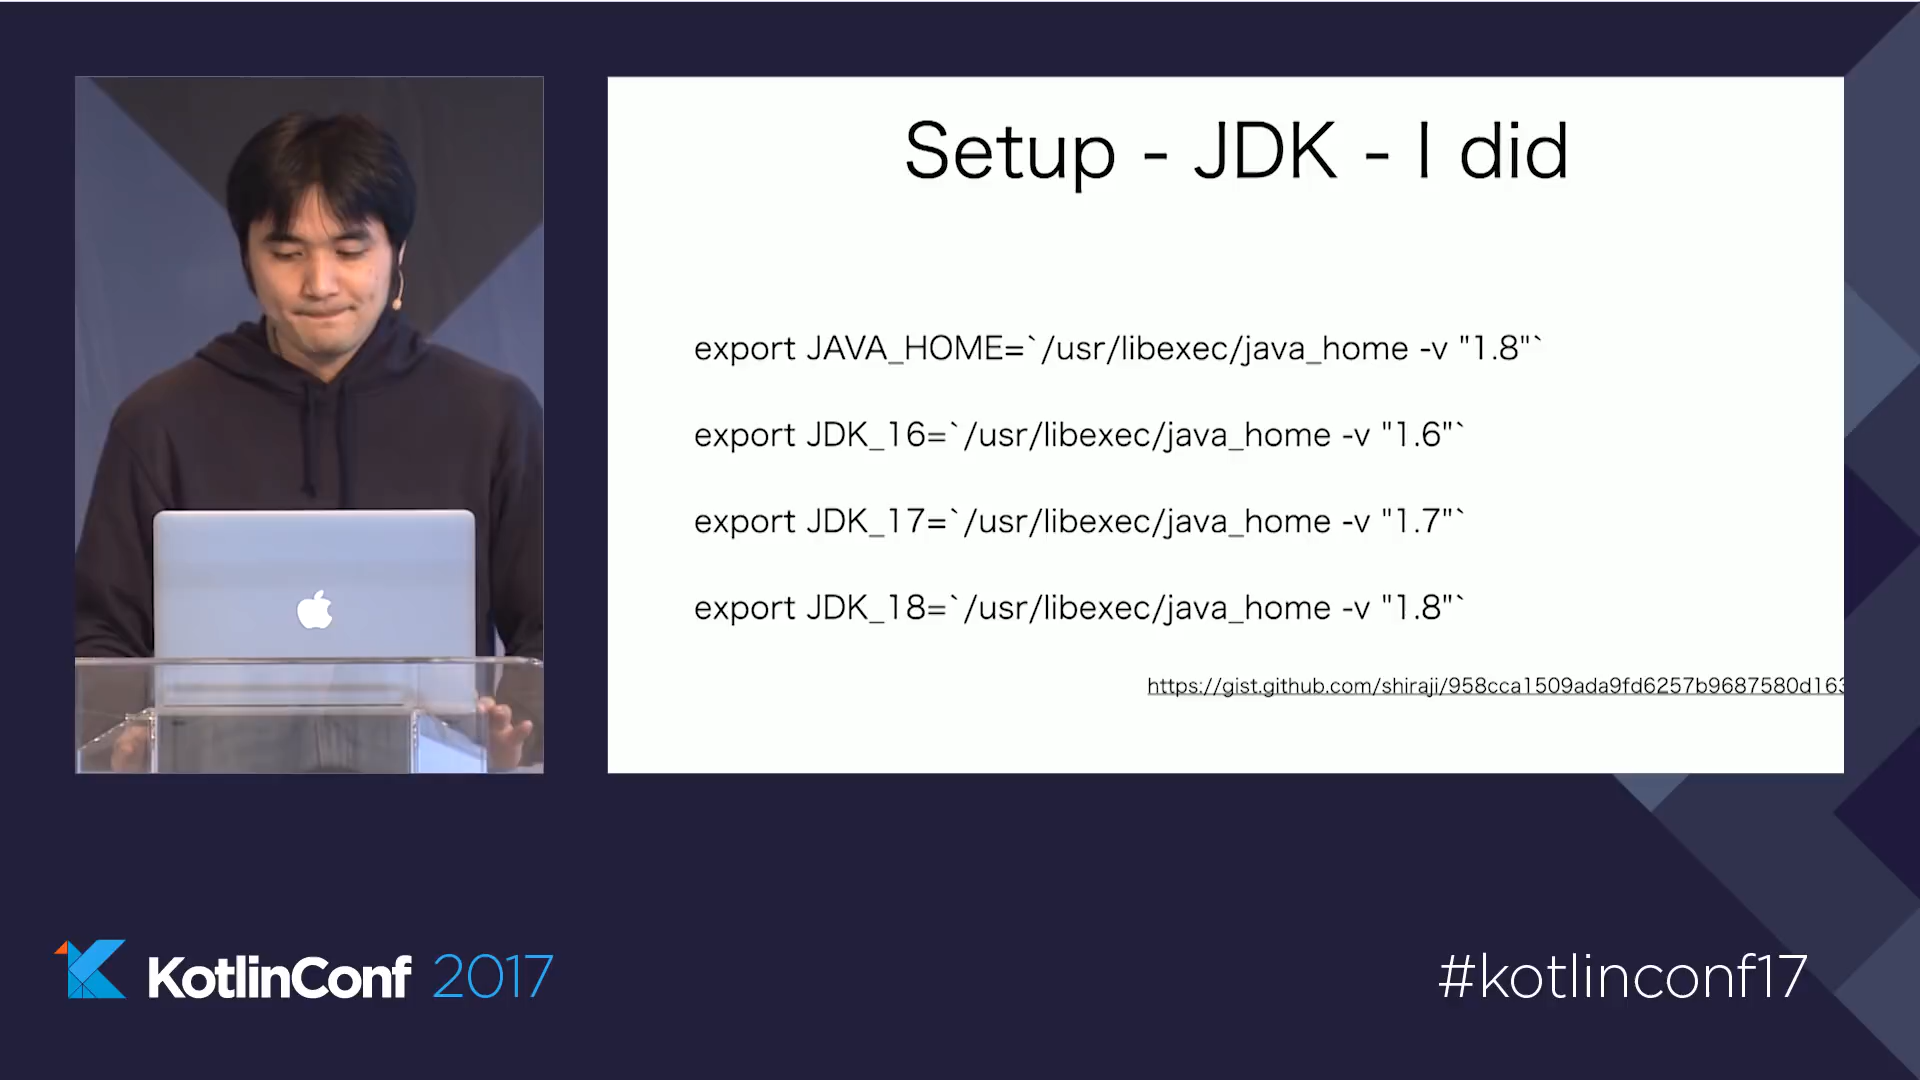 Setup - JDK - I did
export JAVA_HOME=`/usr/libexec/java_home -v "1.8"`
export JDK_16=`/usr/libexec/java_home -v "1.6"`
export JDK_17=`/usr/libexec/java_home -v "1.7"`
export JDK_18=`/usr/libexec/java_home -v "1.8"`
https://gist.github.com/shiraji/958cca1509ada9fd6257b9687580d163
KotlinConf 2017
#kotlinconf17